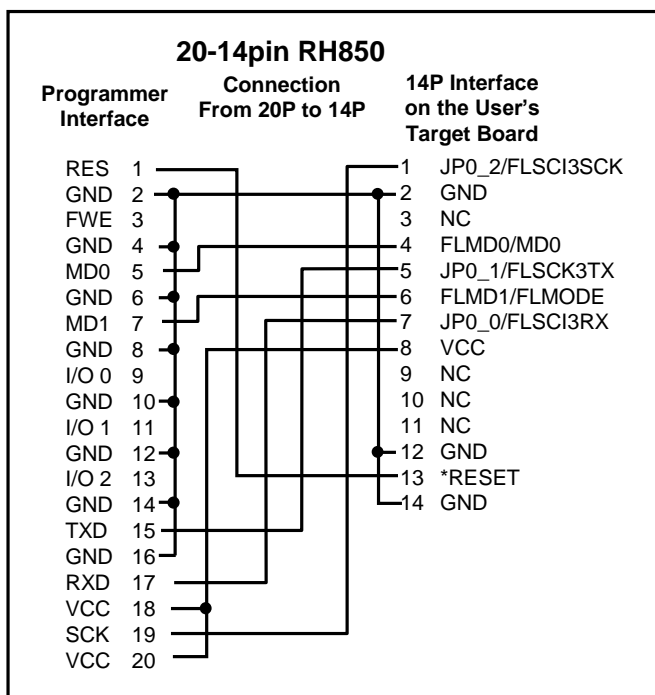 20-14pin RH850
Programmer
Interface
Connection
From 20P to 14P
14P Interface
on the User's
Target Board
RES 1
GND 2
FWE 3
GND 4
MD0 5
GND 6
MD1 7
GND 8
I/O 0 9
GND 10
I/O 1 11
GND 12
I/O 2 13
GND 14
TXD 15
GND 16
RXD 17
VCC 18
SCK 19
VCC 20
1 JP0_2/FLSCI3SCK
2 GND
3 NC
4 FLMD0/MD0
5 JP0_1/FLSCK3TX
6 FLMD1/FLMODE
7 JP0_0/FLSCI3RX
8 VCC
9 NC
10 NC
11 NC
12 GND
13 *RESET
14 GND